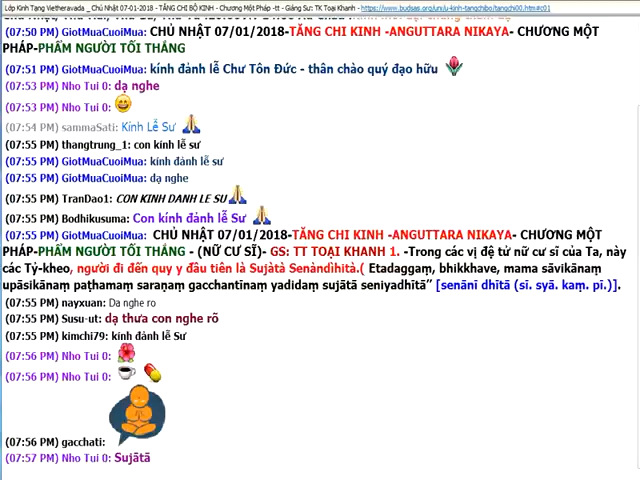 Lớp Kinh Tạng Vietheravada _ Chủ Nhật 07-01-2018 - TĂNG CHI BỘ KINH - Chương Một Pháp -tt - Giảng Sư: TK Toại Khanh - https://www.budsas.org/uni/u-kinh-tangchibo/tangchi00.htm#c01
(07:50 PM) GiotMuaCuoiMua: CHỦ NHẬT 07/01/2018-TĂNG CHI KINH -ANGUTTARA NIKAYA- CHƯƠNG MỘT
PHÁP-PHẨM NGƯỜI TỐI THẮNG
(07:51 PM) GiotMuaCuoiMua: kính đảnh lễ Chư Tôn Đức - thân chào quý đạo hữu
(07:53 PM) Nho Tui 0: dạ nghe
(07:53 PM) Nho Tui 0:
(07:54 PM) sammaSati: Kính Lễ Sư
(07:55 PM) thangtrung_1: con kính lễ sư
(07:55 PM) GiotMuaCuoiMua: kính đảnh lễ sư
(07:55 PM) GiotMuaCuoiMua: dạ nghe
(07:55 PM) TranDao1: CON KINH DANH LE SU
(07:55 PM) Bodhikusuma: Con kính đảnh lễ Sư
(07:55 PM) GiotMuaCuoiMua: CHỦ NHẬT 07/01/2018-TĂNG CHI KINH -ANGUTTARA NIKAYA- CHƯƠNG MỘT
PHÁP-PHẨM NGƯỜI TỐI THẮNG - (NỮ CƯ SĨ)- GS: TT TOẠI KHANH 1. -Trong các vị đệ tử nữ cư sĩ của Ta, này
các Tỷ-kheo, người đi đến quy y đầu tiên là Sujàtà Senàndìhità.( Etadaggaṃ, bhikkhave, mama sāvikānaṃ
upāsikānaṃ paṭhamaṃ saraṇaṃ gacchantīnaṃ yadidaṃ sujātā seniyadhītā” [senānī dhītā (sī. syā. kaṃ. pī.)].
(07:55 PM) nayxuan: Da nghe ro
(07:55 PM) Susu-ut: dạ thưa con nghe rõ
(07:55 PM) kimchi79: kính đảnh lễ Sư
(07:56 PM) Nho Tui 0:
(07:56 PM) Nho Tui 0:
(07:56 PM) gacchati:
(07:57 PM) Nho Tui 0: Sujātā